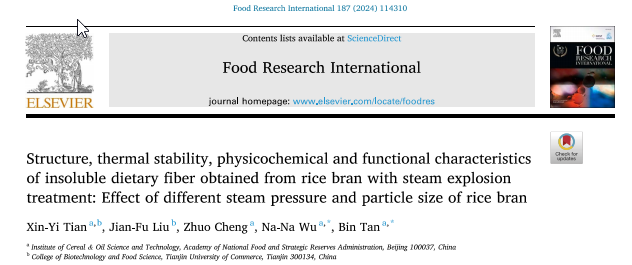 Food Research International 187 (2024) 114310
Contents lists available at ScienceDirect
Food Research International
journal homepage: www.elsevier.com/locate/foodres
ELSEVIER
FOOD
RESEARCH
INTERNATIONAL
Check for
updates
Structure, thermal stability, physicochemical and functional characteristics
of insoluble dietary fiber obtained from rice bran with steam explosion
treatment: Effect of different steam pressure and particle size of rice bran
Xin-Yi Tian a,b, Jian-Fu Liu b, Zhuo Cheng a, Na-Na Wu a,*, Bin Tan a,*
a Institute of Cereal & Oil Science and Technology, Academy of National Food and Strategic Reserves Administration, Beijing 100037, China
b College of Biotechnology and Food Science, Tianjin University of Commerce, Tianjin 300134, China